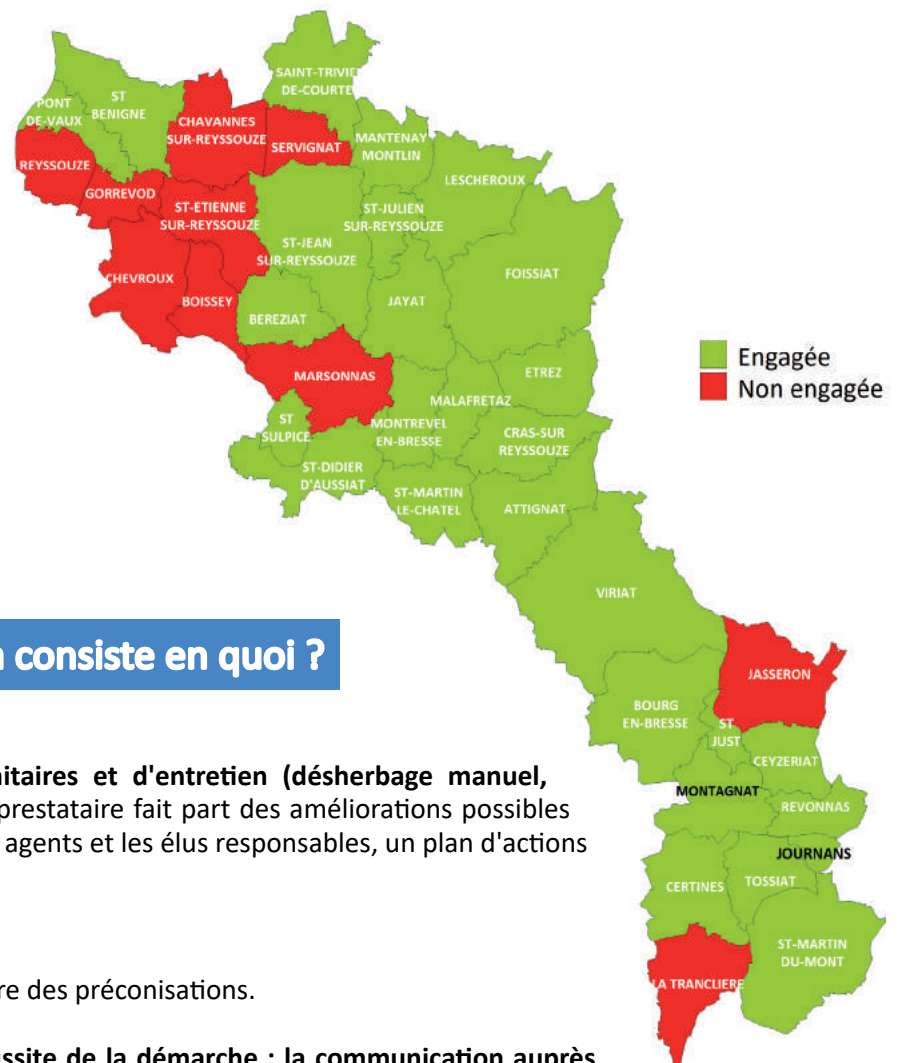 SAINT-TRIVIE
DE-COURTE
PONT
DE-VAUX
ST
BENIGNE
CHAVANNES
SUR-REYSSOUZE
SERVIGNAT
MANTENAY
MONTLIN
REYSSOUZE
LESCHEROUX
GORREVOD
ST-ETIENNE
SUR-REYSSOUZE
ST-JULIEN
SUR-REYSSOUZE
ST-JEAN
SUR-REYSSOUZE
FOISSIAT
CHEVROUX
BOISSEY
JAYAT
BEREZIAT
Engagée
Non engagée
MARSONNAS
ETREZ
MALAFRETAZ
ST
SULPICE
MONTREVEL
EN-BRESSE
CRAS-SUR
REYSSOUZE
ST-DIDIER
D'AUSSIAT
ST-MARTIN
LE-CHATEL
ATTIGNAT
VIRIAT
consiste en quoi ?
JASSERON
BOURG
EN-BRESSE
ST
JUST
CEYZERIAT
MONTAGNAT
REVONNAS
JOURNANS
CERTINES
TOSSIAT
ST-MARTIN
DU-MONT
LA TRANCLIERE
nitaires et d'entretien (désherbage manuel,
prestataire fait part des améliorations possibles
agents et les élus responsables, un plan d'actions
re des préconisations.
ussite de la démarche : la communication auprès